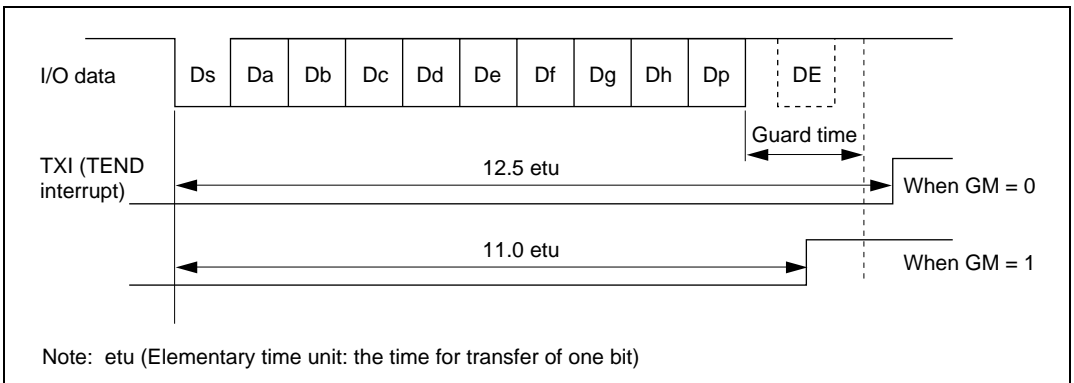 I/O data
Ds Da Db Dc Dd De Df Dg Dh Dp DE
Guard time
TXI (TEND
interrupt)
12.5 etu
When GM = 0
11.0 etu
When GM = 1
Note: etu (Elementary time unit: the time for transfer of one bit)